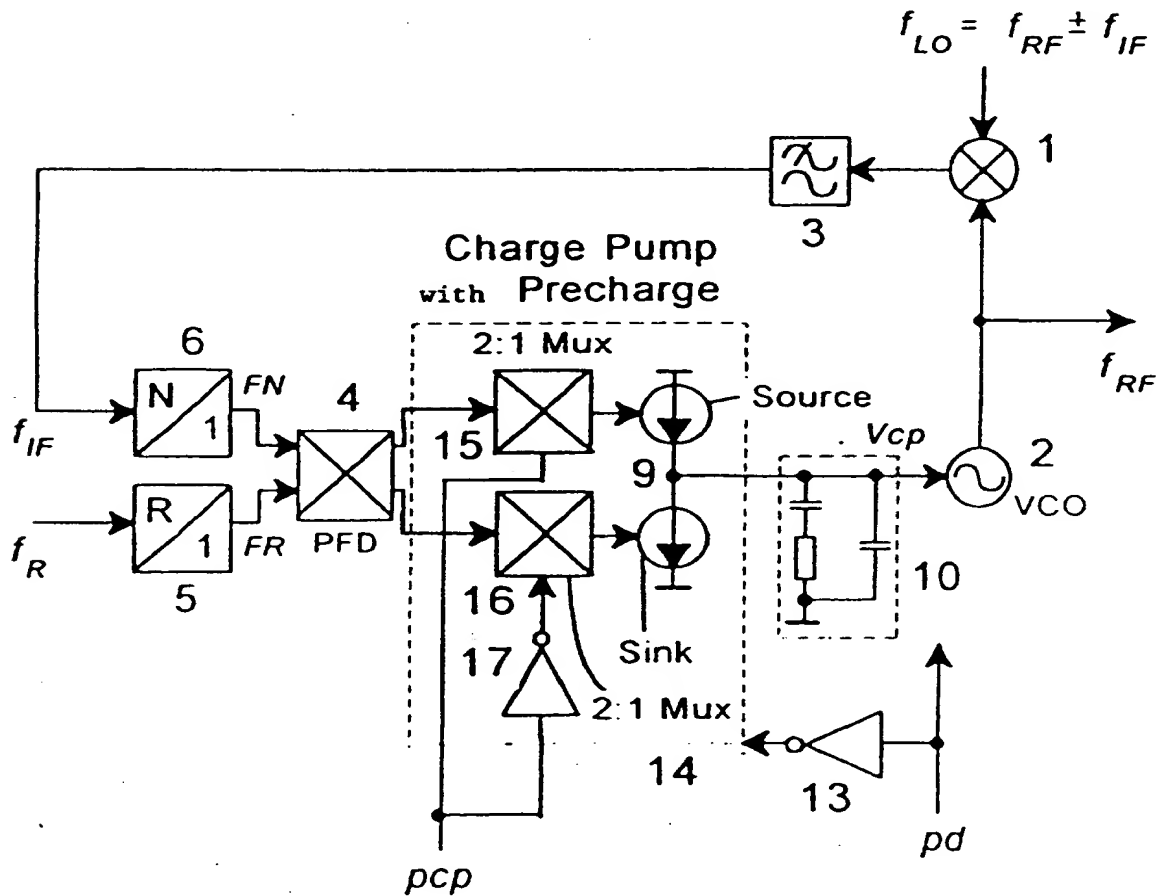 f_LO = f_RF ± f_IF
1
3
Charge Pump
with Precharge
2:1 Mux
6
N
1
FN
4
f_IF
15
Source
f_RF
Vcp
9
2
VCO
R
1
FR
PFD
f_R
5
16
10
17
Sink
2:1 Mux
14
13
pcp
pd